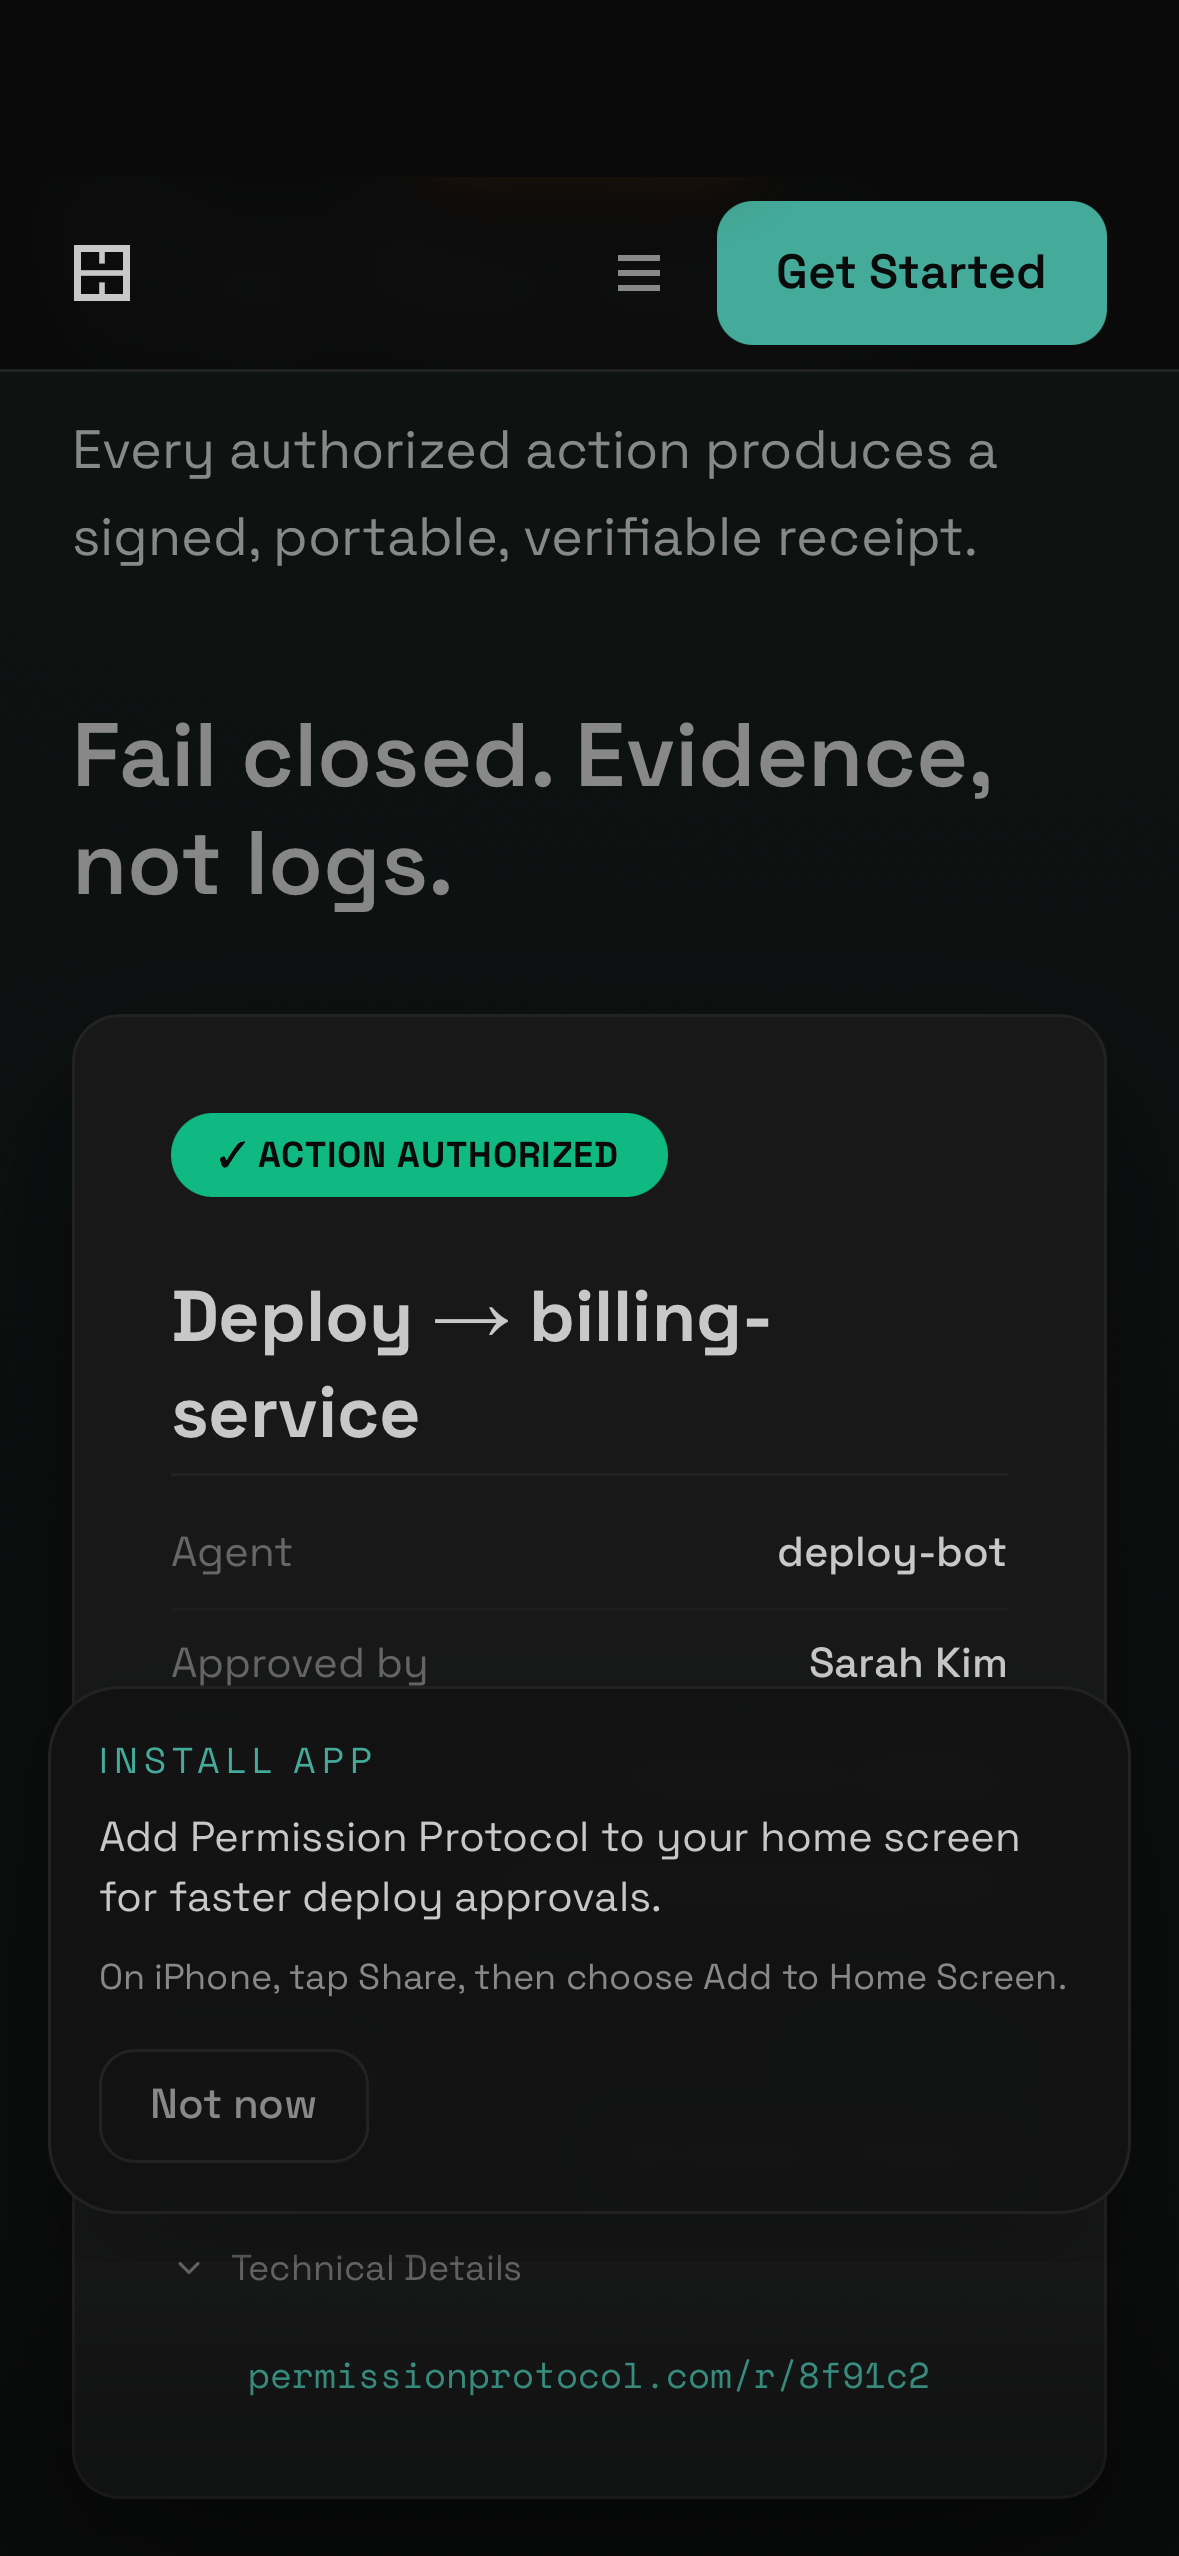 Get Started
Every authorized action produces a
signed, portable, verifiable receipt.
Fail closed. Evidence,
not logs.
✓ ACTION AUTHORIZED
Deploy → billing-
service
Agent deploy-bot
Approved by Sarah Kim
INSTALL APP
Add Permission Protocol to your home screen
for faster deploy approvals.
On iPhone, tap Share, then choose Add to Home Screen.
Not now
Technical Details
permissionprotocol.com/r/8f91c2